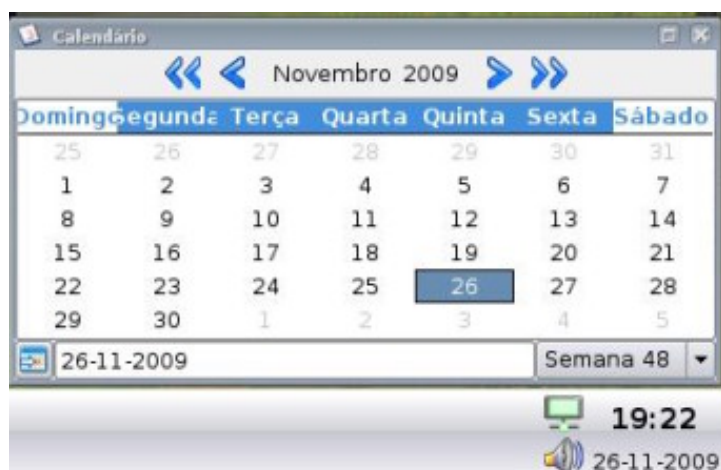 Calendário
Novembro 2009
Domingo Segunda Terça Quarta Quinta Sexta Sábado
25 26 27 28 29 30 31
1 2 3 4 5 6 7
8 9 10 11 12 13 14
15 16 17 18 19 20 21
22 23 24 25 26 27 28
29 30 1 2 3 4 5
26-11-2009 Semana 48
19:22
26-11-2009